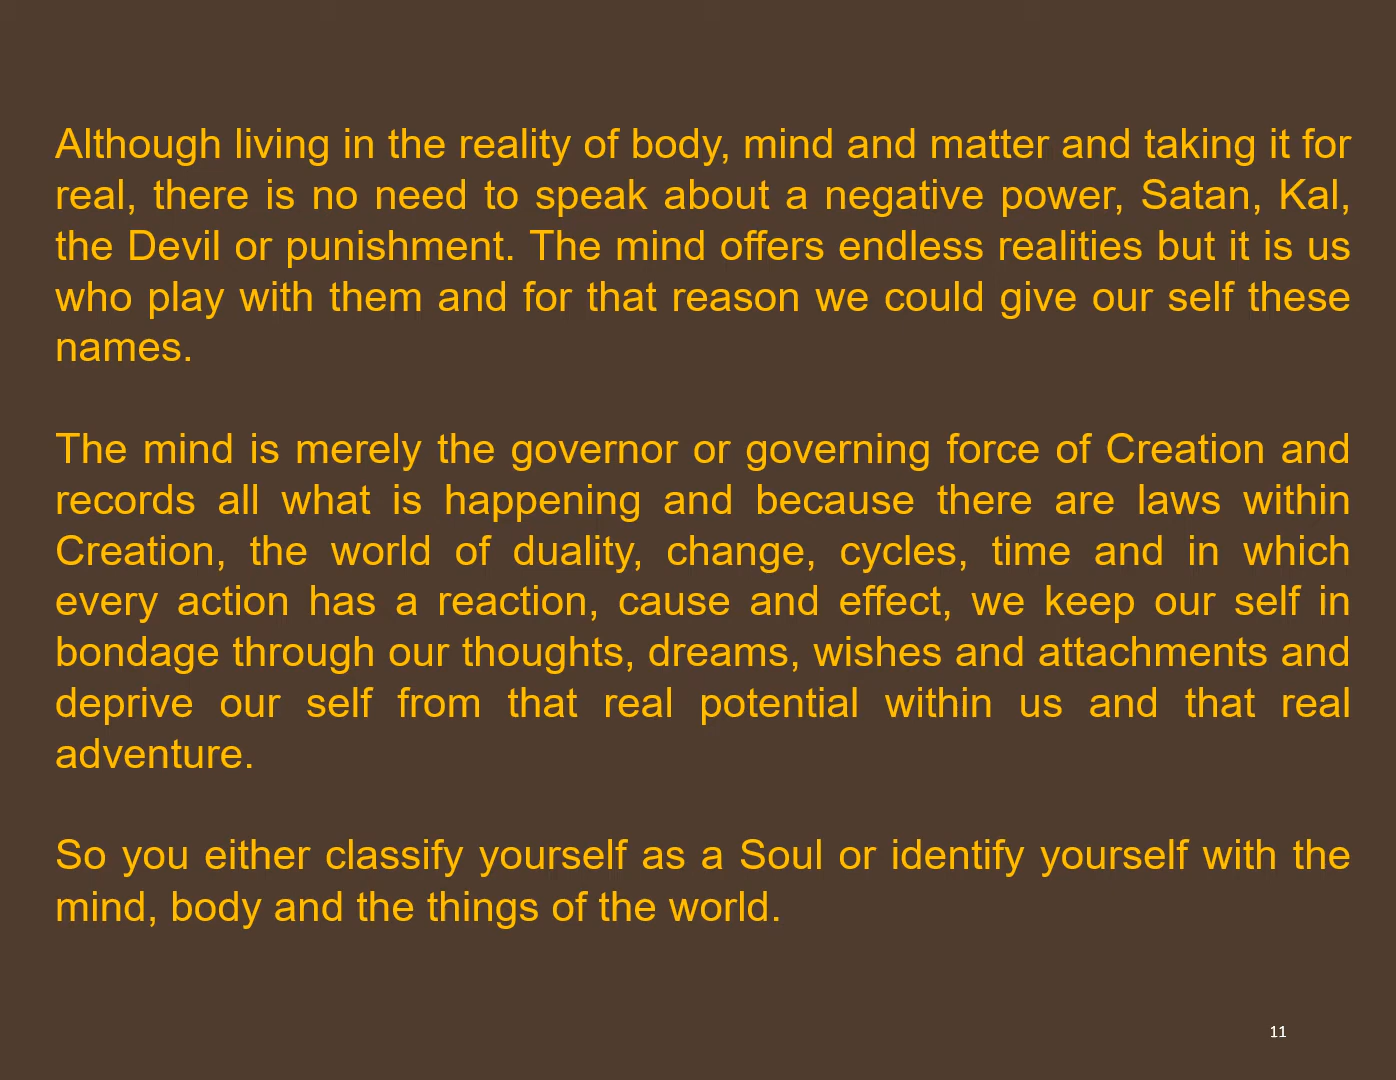 Although living in the reality of body, mind and matter and taking it for
real, there is no need to speak about a negative power, Satan, Kal,
the Devil or punishment. The mind offers endless realities but it is us
who play with them and for that reason we could give our self these
names.
The mind is merely the governor or governing force of Creation and
records all what is happening and because there are laws within
Creation, the world of duality, change, cycles, time and in which
every action has a reaction, cause and effect, we keep our self in
bondage through our thoughts, dreams, wishes and attachments and
deprive our self from that real potential within us and that real
adventure.
So you either classify yourself as a Soul or identify yourself with the
mind, body and the things of the world.
11